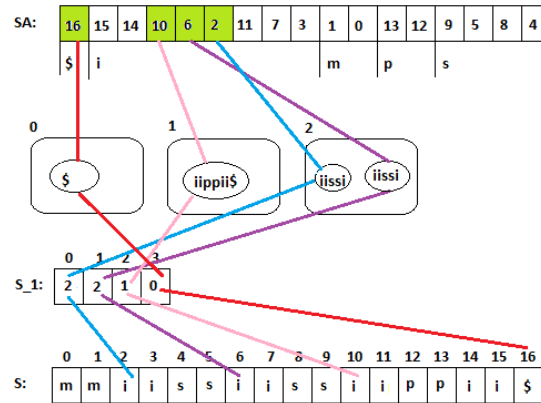 SA: 16 15 14 10 6 2 11 7 3 1 0 13 12 9 5 8 4
$ i m p s
0 1 2
$ iippii$ iissi iissi
0 1 2 3
S_1: 2 2 1 0
0 1 2 3 4 5 6 7 8 9 10 11 12 13 14 15 16
S: m m i i s s i i s s i i p p i i $